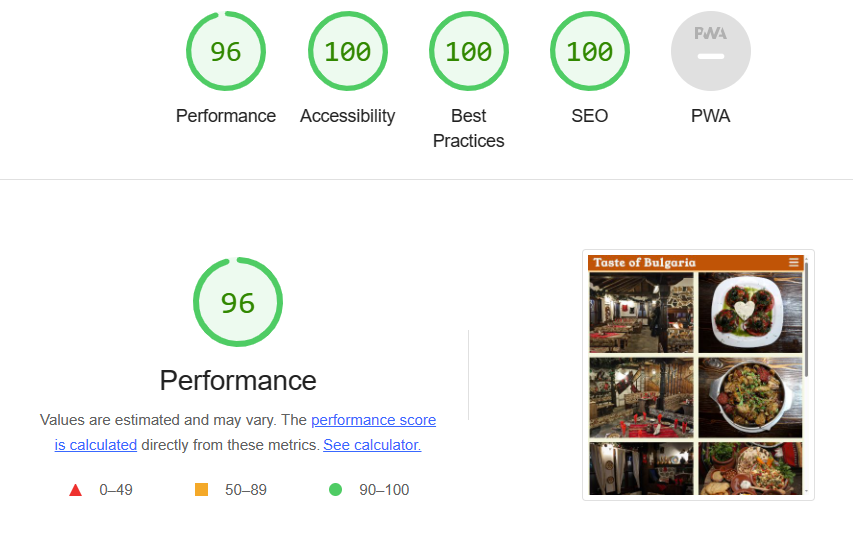 96
100
100
100
PWA
Performance
Accessibility
Best
Practices
SEO
PWA
96
Performance
Values are estimated and may vary. The performance score
is calculated directly from these metrics. See calculator.
0–49
50–89
90–100
Taste of Bulgaria